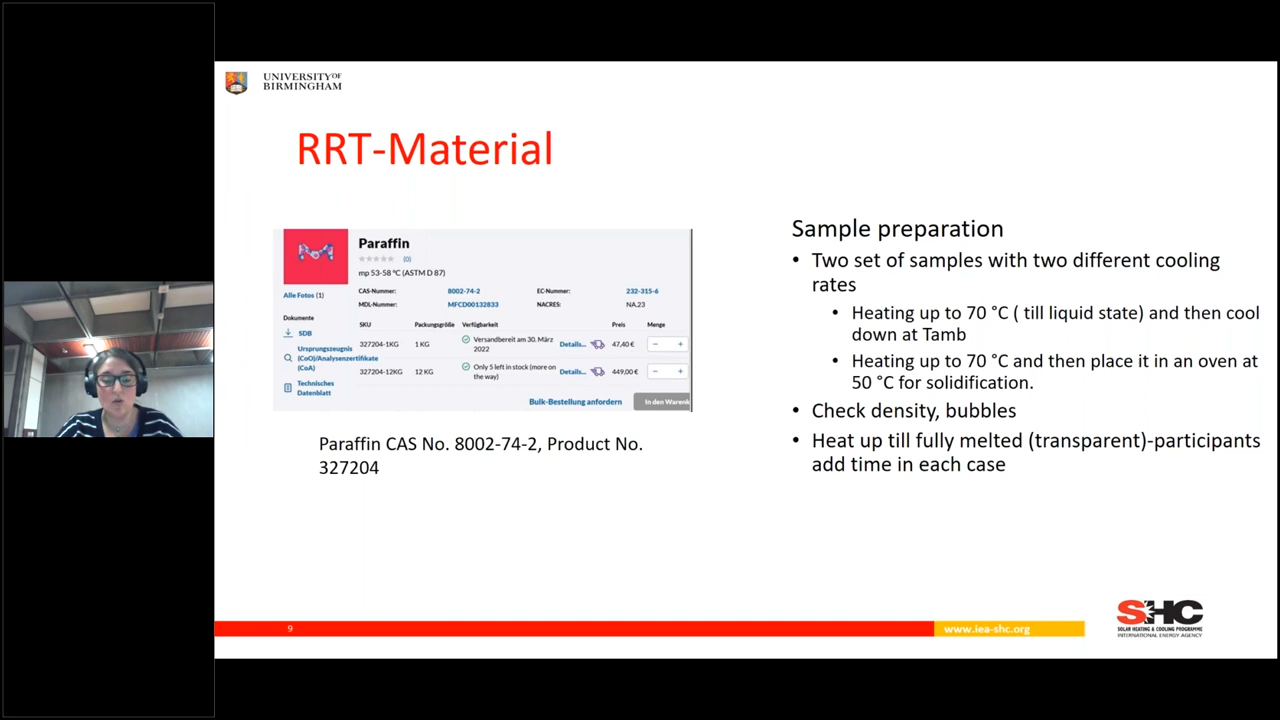 UNIVERSITY OF
BIRMINGHAM
RRT-Material
Paraffin
(0)
mp 53-58 °C (ASTM D 87)
Alle Fotos (1)
CAS-Nummer:
8002-74-2
EC-Nummer:
232-315-6
MDL-Nummer:
MFCD00132833
NACRES:
NA.23
Dokumente
SDB
Ursprungszeugnis
(CoO)/Analysenzertifikate
(CoA)
Technisches
Datenblatt
SKU
Packungsgröße
Verfügbarkeit
Preis
Menge
327204-1KG
1 KG
Versandbereit am 30. März
2022
Details...
47,40 €
327204-12KG
12 KG
Only 5 left in stock (more on
the way)
Details...
449,00 €
Bulk-Bestellung anfordern
In den Warenk
Paraffin CAS No. 8002-74-2, Product No.
327204
Sample preparation
• Two set of samples with two different cooling
rates
• Heating up to 70 °C ( till liquid state) and then cool
down at Tamb
• Heating up to 70 °C and then place it in an oven at
50 °C for solidification.
• Check density, bubbles
• Heat up till fully melted (transparent)-participants
add time in each case
9
www.iea-shc.org
SHC
SOLAR HEATING & COOLING PROGRAMME
INTERNATIONAL ENERGY AGENCY